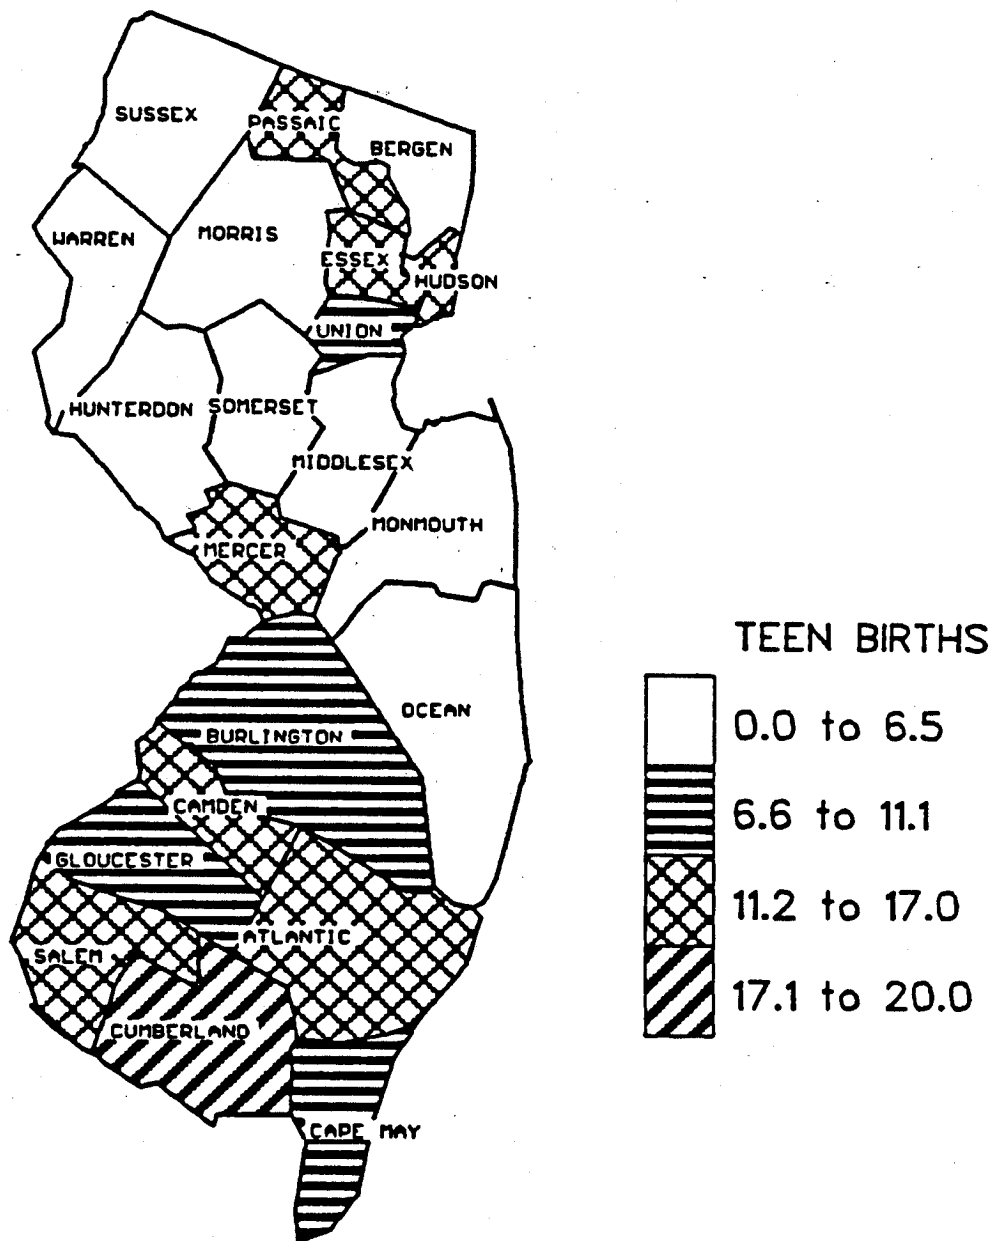 SUSSEX
PASSAIC
BERGEN
WARREN
MORRIS
ESSEX
HUDSON
UNION
HUNTERDON
SOMERSET
MIDDLESEX
MONMOUTH
MERCER
OCEAN
BURLINGTON
CAMDEN
GLOUCESTER
ATLANTIC
SALEM
CUMBERLAND
CAPE MAY
TEEN BIRTHS
0.0 to 6.5
6.6 to 11.1
11.2 to 17.0
17.1 to 20.0